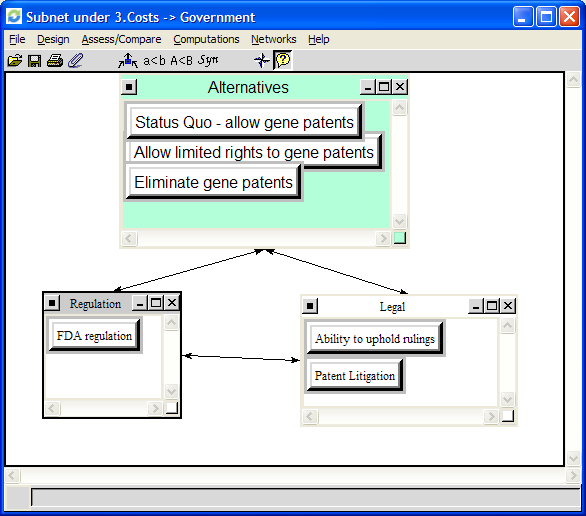 Subnet under 3.Costs -> Government
File Design Assess/Compare Computations Networks Help
a<b A<B Syn
Alternatives
Status Quo - allow gene patents
Allow limited rights to gene patents
Eliminate gene patents
Regulation
FDA regulation
Legal
Ability to uphold rulings
Patent Litigation